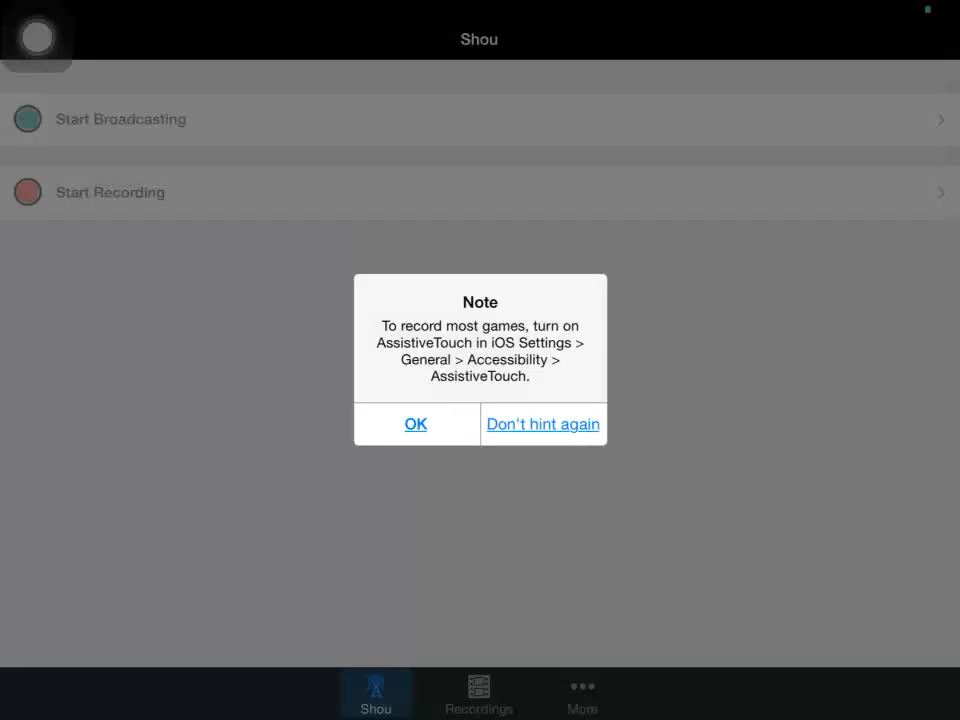 Shou
Start Broadcasting
Start Recording
Note
To record most games, turn on
AssistiveTouch in iOS Settings >
General > Accessibility >
AssistiveTouch.
OK
Don't hint again
Shou
Recordings
More